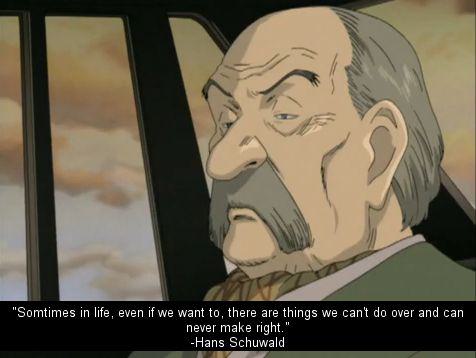 "Somtimes in life, even if we want to, there are things we can't do over and can
never make right."
-Hans Schuwald